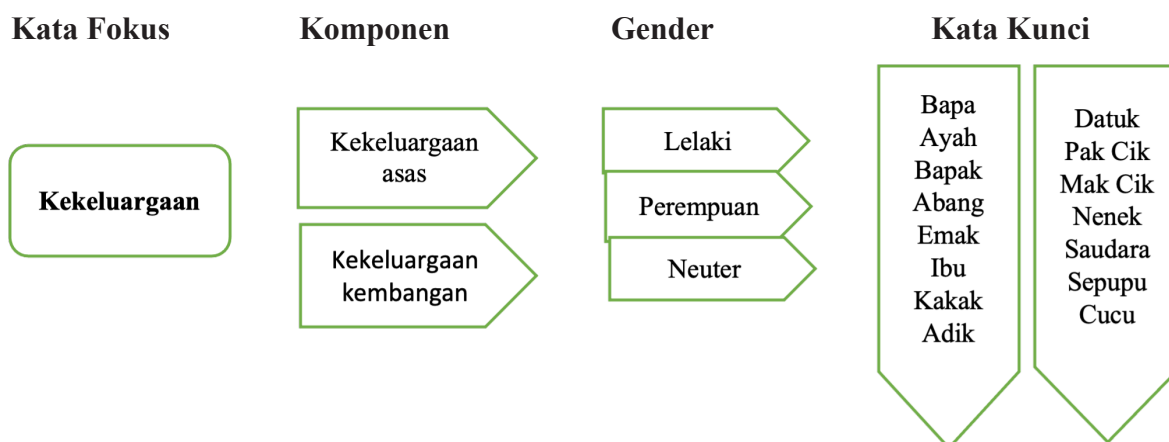 Kata Fokus
Komponen
Gender
Kata Kunci
Kekeluargaan
Kekeluargaan
asas
Kekeluargaan
kembangan
Lelaki
Perempuan
Neuter
Bapa
Ayah
Bapak
Abang
Emak
Ibu
Kakak
Adik
Datuk
Pak Cik
Mak Cik
Nenek
Saudara
Sepupu
Cucu